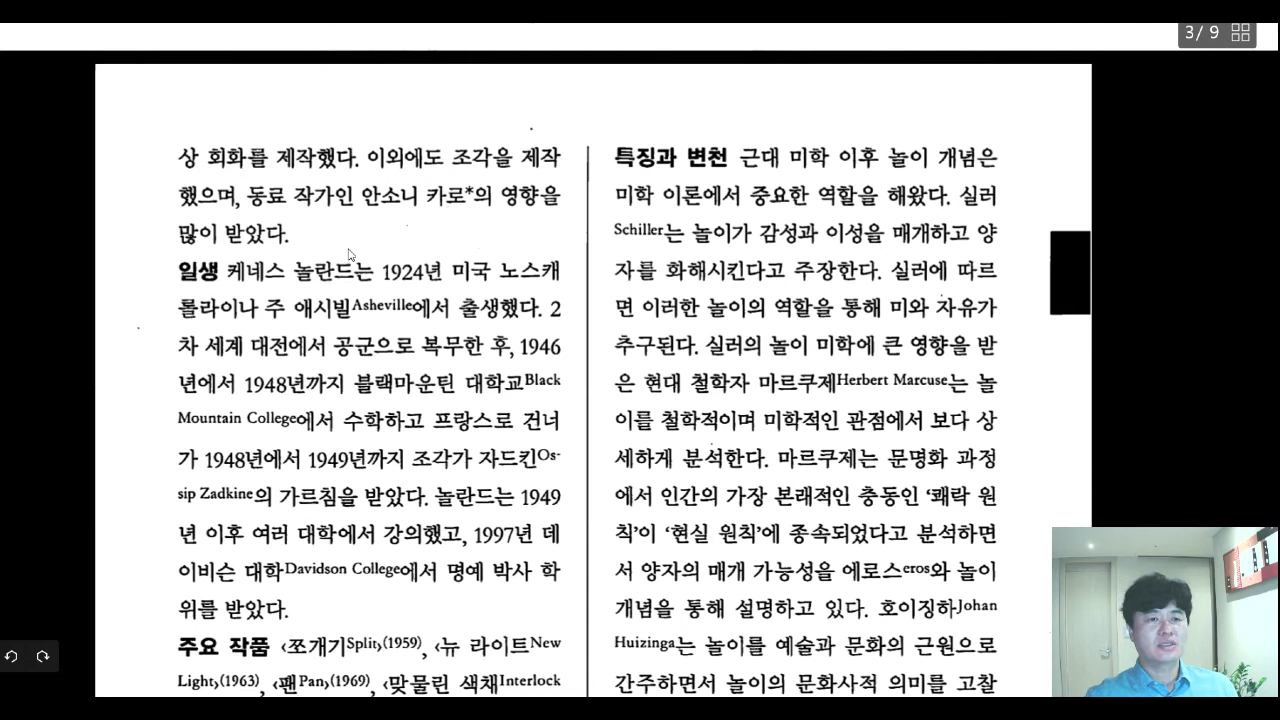 3/ 9
상 회화를 제작했다. 이외에도 조각을 제작
했으며, 동료 작가인 안소니 카로*의 영향을
많이 받았다.
일생 케네스 놀란드는 1924년 미국 노스캐
롤라이나 주 애시빌Asheville에서 출생했다. 2
차 세계 대전에서 공군으로 복무한 후, 1946
년에서 1948년까지 블랙마운틴 대학교Black
Mountain College에서 수학하고 프랑스로 건너
가 1948년에서 1949년까지 조각가 자드킨Os-
sip Zadkine의 가르침을 받았다. 놀란드는 1949
년 이후 여러 대학에서 강의했고, 1997년 데
이비슨 대학Davidson College에서 명예 박사 학
위를 받았다.
주요 작품 ‹쪼개기Split›(1959), ‹뉴 라이트New
Light›(1963), ‹팬Pan›(1969), ‹맞물린 색채Interlock
특징과 변천 근대 미학 이후 놀이 개념은
미학 이론에서 중요한 역할을 해왔다. 실러
Schiller는 놀이가 감성과 이성을 매개하고 양
자를 화해시킨다고 주장한다. 실러에 따르
면 이러한 놀이의 역할을 통해 미와 자유가
추구된다. 실러의 놀이 미학에 큰 영향을 받
은 현대 철학자 마르쿠제Herbert Marcuse는 놀
이를 철학적이며 미학적인 관점에서 보다 상
세하게 분석한다. 마르쿠제는 문명화 과정
에서 인간의 가장 본래적인 충동인 ‘쾌락 원
칙’이 ‘현실 원칙’에 종속되었다고 분석하면
서 양자의 매개 가능성을 에로스eros와 놀이
개념을 통해 설명하고 있다. 호이징하Johan
Huizinga는 놀이를 예술과 문화의 근원으로
간주하면서 놀이의 문화사적 의미를 고찰